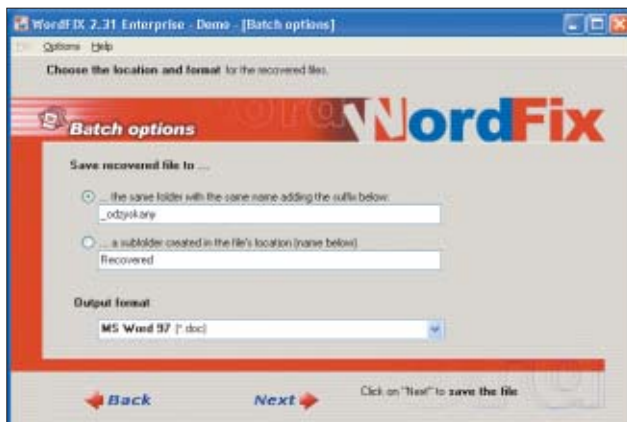 WordFIX 2.31 Enterprise - Demo - [Batch options]
Options Help
Choose the location and format for the recovered files.
Batch options
WordFix
Save recovered file to ...
... the same folder with the same name adding the suffix below:
_odzyskany
... a subfolder created in the file's location (name below)
Recovered
Output format
MS Word 97 (*.doc)
Back Next Click on "Next" to save the file